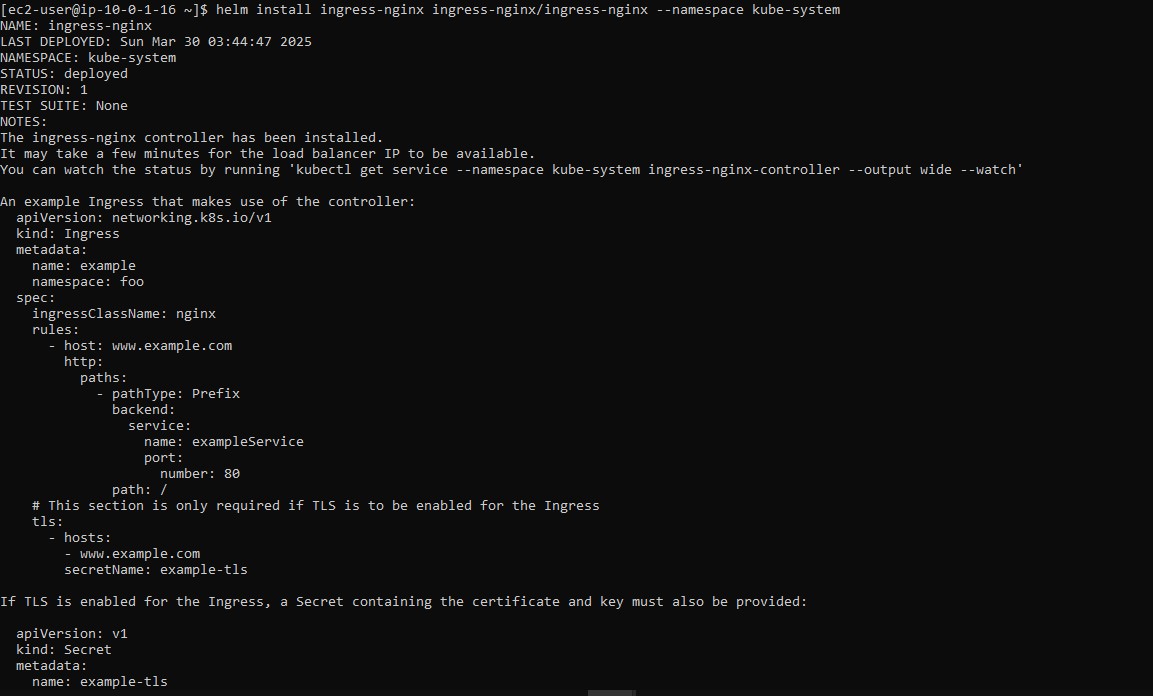 [ec2-user@ip-10-0-1-16 ~]$ helm install ingress-nginx ingress-nginx/ingress-nginx --namespace kube-system
NAME: ingress-nginx
LAST DEPLOYED: Sun Mar 30 03:44:47 2025
NAMESPACE: kube-system
STATUS: deployed
REVISION: 1
TEST SUITE: None
NOTES:
The ingress-nginx controller has been installed.
It may take a few minutes for the load balancer IP to be available.
You can watch the status by running 'kubectl get service --namespace kube-system ingress-nginx-controller --output wide --watch'

An example Ingress that makes use of the controller:
  apiVersion: networking.k8s.io/v1
  kind: Ingress
  metadata:
    name: example
    namespace: foo
  spec:
    ingressClassName: nginx
    rules:
      - host: www.example.com
        http:
          paths:
            - pathType: Prefix
              backend:
                service:
                  name: exampleService
                  port:
                    number: 80
              path: /
    # This section is only required if TLS is to be enabled for the Ingress
    tls:
      - hosts:
        - www.example.com
        secretName: example-tls

If TLS is enabled for the Ingress, a Secret containing the certificate and key must also be provided:

  apiVersion: v1
  kind: Secret
  metadata:
    name: example-tls